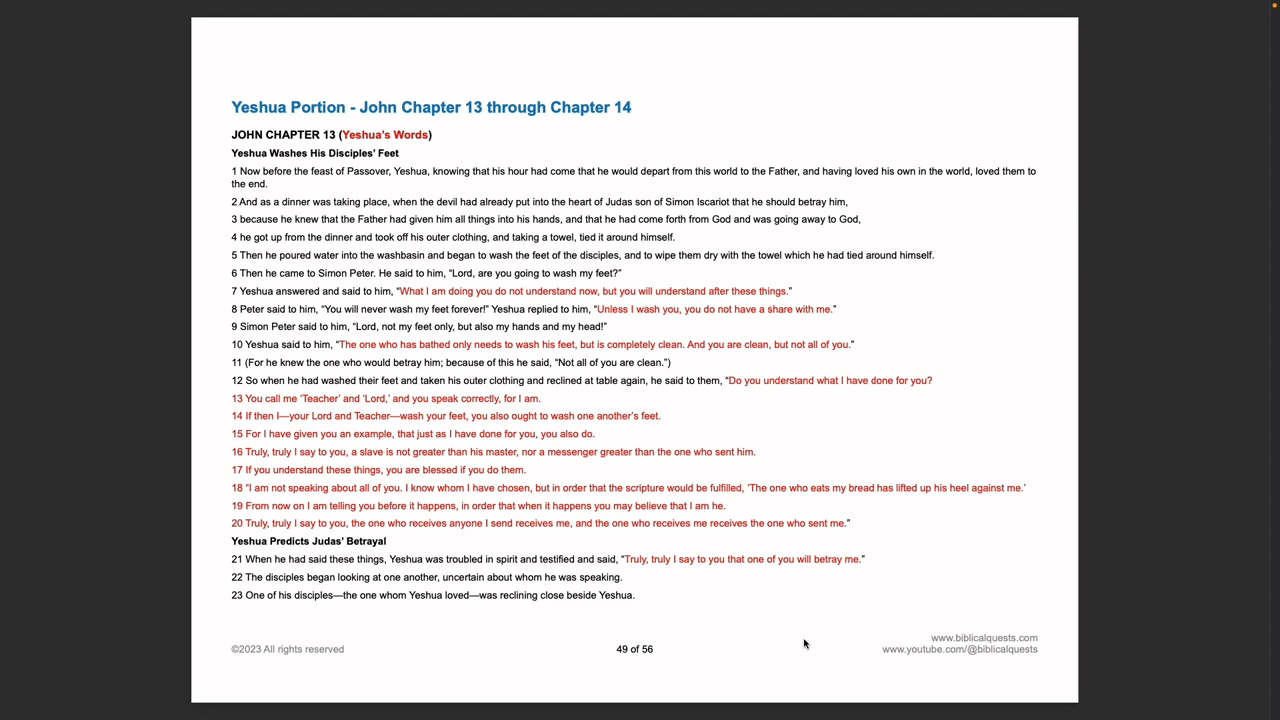 Yeshua Portion - John Chapter 13 through Chapter 14
JOHN CHAPTER 13 (Yeshua's Words)
Yeshua Washes His Disciples' Feet
1 Now before the feast of Passover, Yeshua, knowing that his hour had come that he would depart from this world to the Father, and having loved his own in the world, loved them to
the end.
2 And as a dinner was taking place, when the devil had already put into the heart of Judas son of Simon Iscariot that he should betray him,
3 because he knew that the Father had given him all things into his hands, and that he had come forth from God and was going away to God,
4 he got up from the dinner and took off his outer clothing, and taking a towel, tied it around himself.
5 Then he poured water into the washbasin and began to wash the feet of the disciples, and to wipe them dry with the towel which he had tied around himself.
6 Then he came to Simon Peter. He said to him, “Lord, are you going to wash my feet?”
7 Yeshua answered and said to him, “What I am doing you do not understand now, but you will understand after these things.”
8 Peter said to him, “You will never wash my feet forever!” Yeshua replied to him, “Unless I wash you, you do not have a share with me.”
9 Simon Peter said to him, “Lord, not my feet only, but also my hands and my head!”
10 Yeshua said to him, “The one who has bathed only needs to wash his feet, but is completely clean. And you are clean, but not all of you.”
11 (For he knew the one who would betray him; because of this he said, “Not all of you are clean.”)
12 So when he had washed their feet and taken his outer clothing and reclined at table again, he said to them, “Do you understand what I have done for you?
13 You call me ‘Teacher’ and ‘Lord,’ and you speak correctly, for I am.
14 If then I—your Lord and Teacher—wash your feet, you also ought to wash one another’s feet.
15 For I have given you an example, that just as I have done for you, you also do.
16 Truly, truly I say to you, a slave is not greater than his master, nor a messenger greater than the one who sent him.
17 If you understand these things, you are blessed if you do them.
18 “I am not speaking about all of you. I know whom I have chosen, but in order that the scripture would be fulfilled, ‘The one who eats my bread has lifted up his heel against me.’
19 From now on I am telling you before it happens, in order that when it happens you may believe that I am he.
20 Truly, truly I say to you, the one who receives anyone I send receives me, and the one who receives me receives the one who sent me.”
Yeshua Predicts Judas’ Betrayal
21 When he had said these things, Yeshua was troubled in spirit and testified and said, “Truly, truly I say to you that one of you will betray me.”
22 The disciples began looking at one another, uncertain about whom he was speaking.
23 One of his disciples—the one whom Yeshua loved—was reclining close beside Yeshua.
www.biblicalquests.com
©2023 All rights reserved 49 of 56 www.youtube.com/@biblicalquests